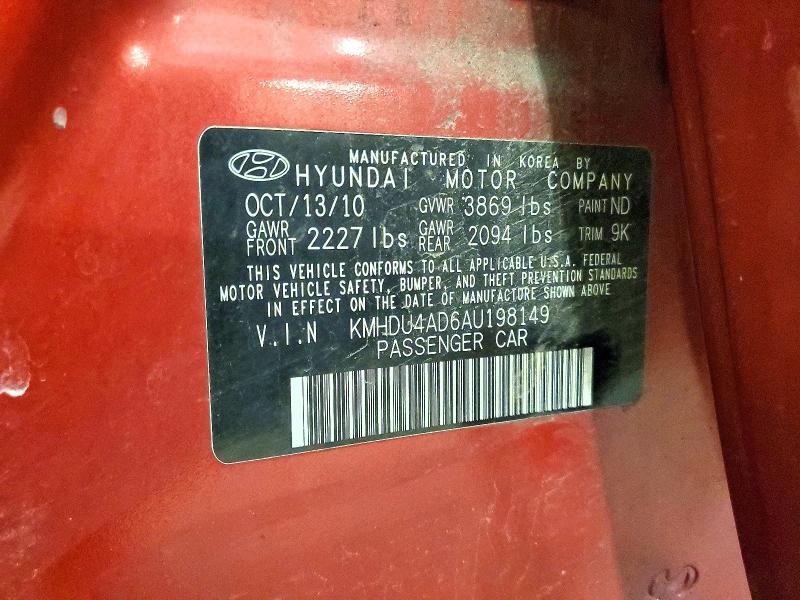 MANUFACTURED IN KOREA BY
HYUNDAI MOTOR COMPANY
OCT/13/10 GVWR 3869 lbs PAINT ND
GAWR FRONT 2227 lbs GAWR REAR 2094 lbs TRIM 9K
THIS VEHICLE CONFORMS TO ALL APPLICABLE U.S.A. FEDERAL
MOTOR VEHICLE SAFETY, BUMPER, AND THEFT PREVENTION STANDARDS
IN EFFECT ON THE DATE OF MANUFACTURE SHOWN ABOVE
V.I.N KMHDU4AD6AU198149
PASSENGER CAR